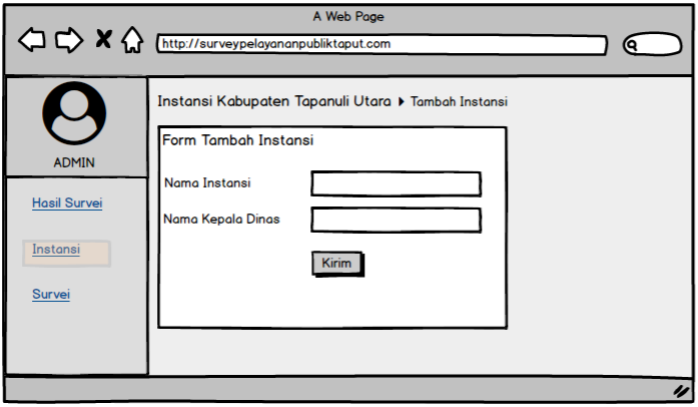 A Web Page
http://surveypelayananpubliktaput.com
ADMIN
Hasil Survei
Instansi
Survei
Instansi Kabupaten Tapanuli Utara Tambah Instansi
Form Tambah Instansi
Nama Instansi
Nama Kepala Dinas
Kirim